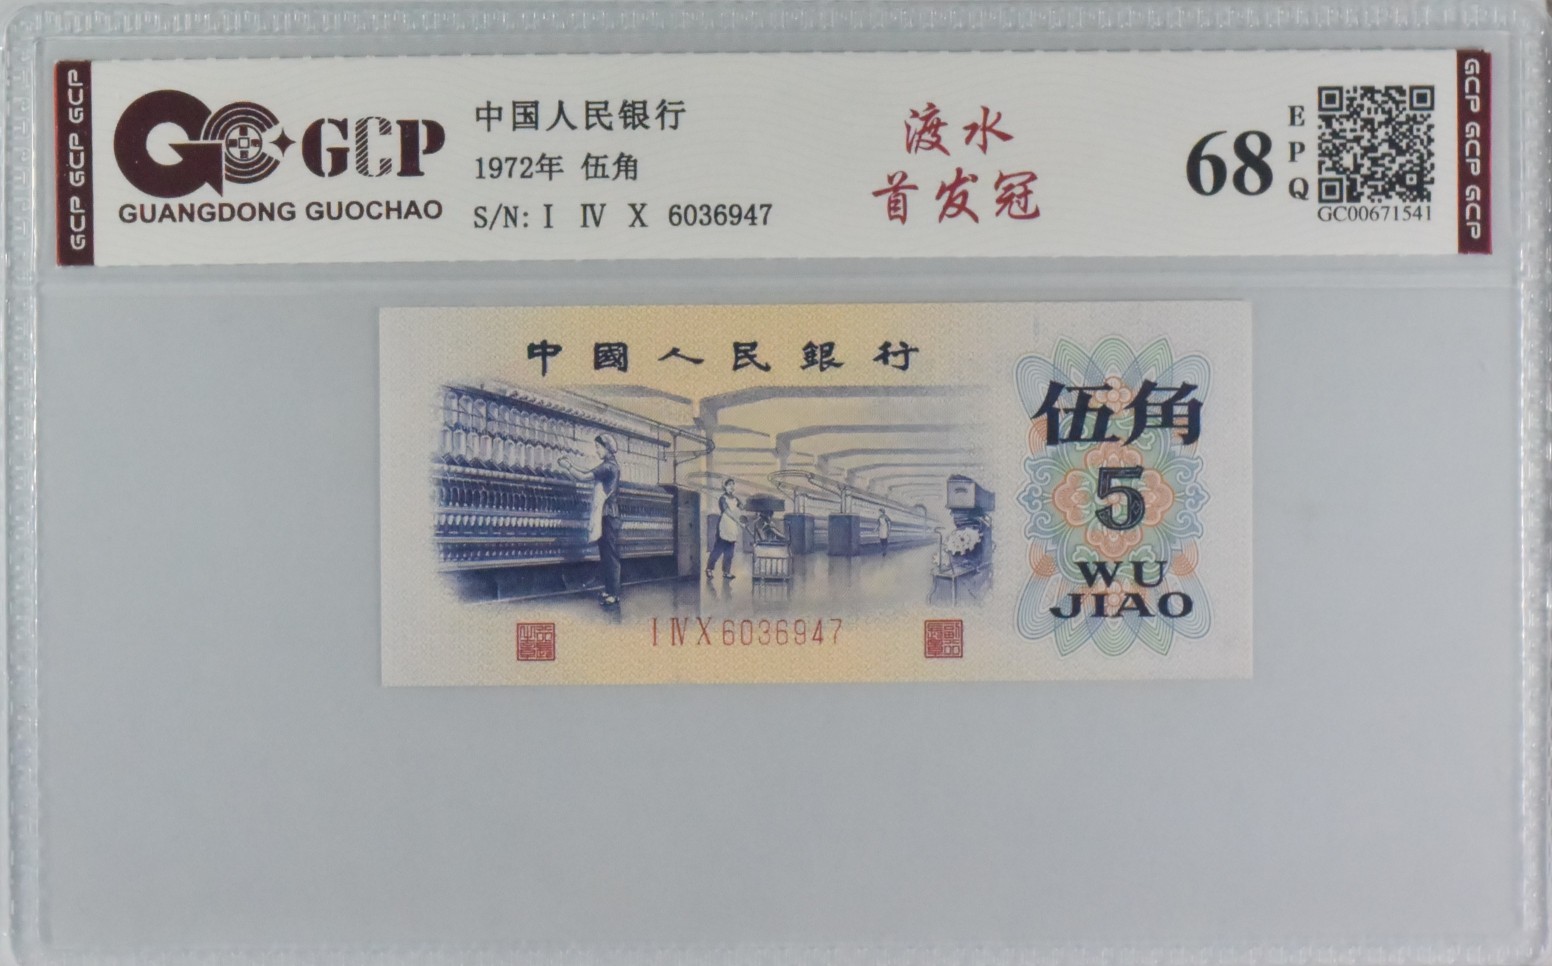 GCP GCP GCP
GCP
GUANGDONG GUOCHAO
中国人民银行
1972年 伍角
S/N: I Ⅳ X 6036947
渡水
首发冠
68
EPQ
GC00671541
GCP GCP GCP
中國人民銀行
伍角
5
WU
JIAO
I Ⅳ X 6036947